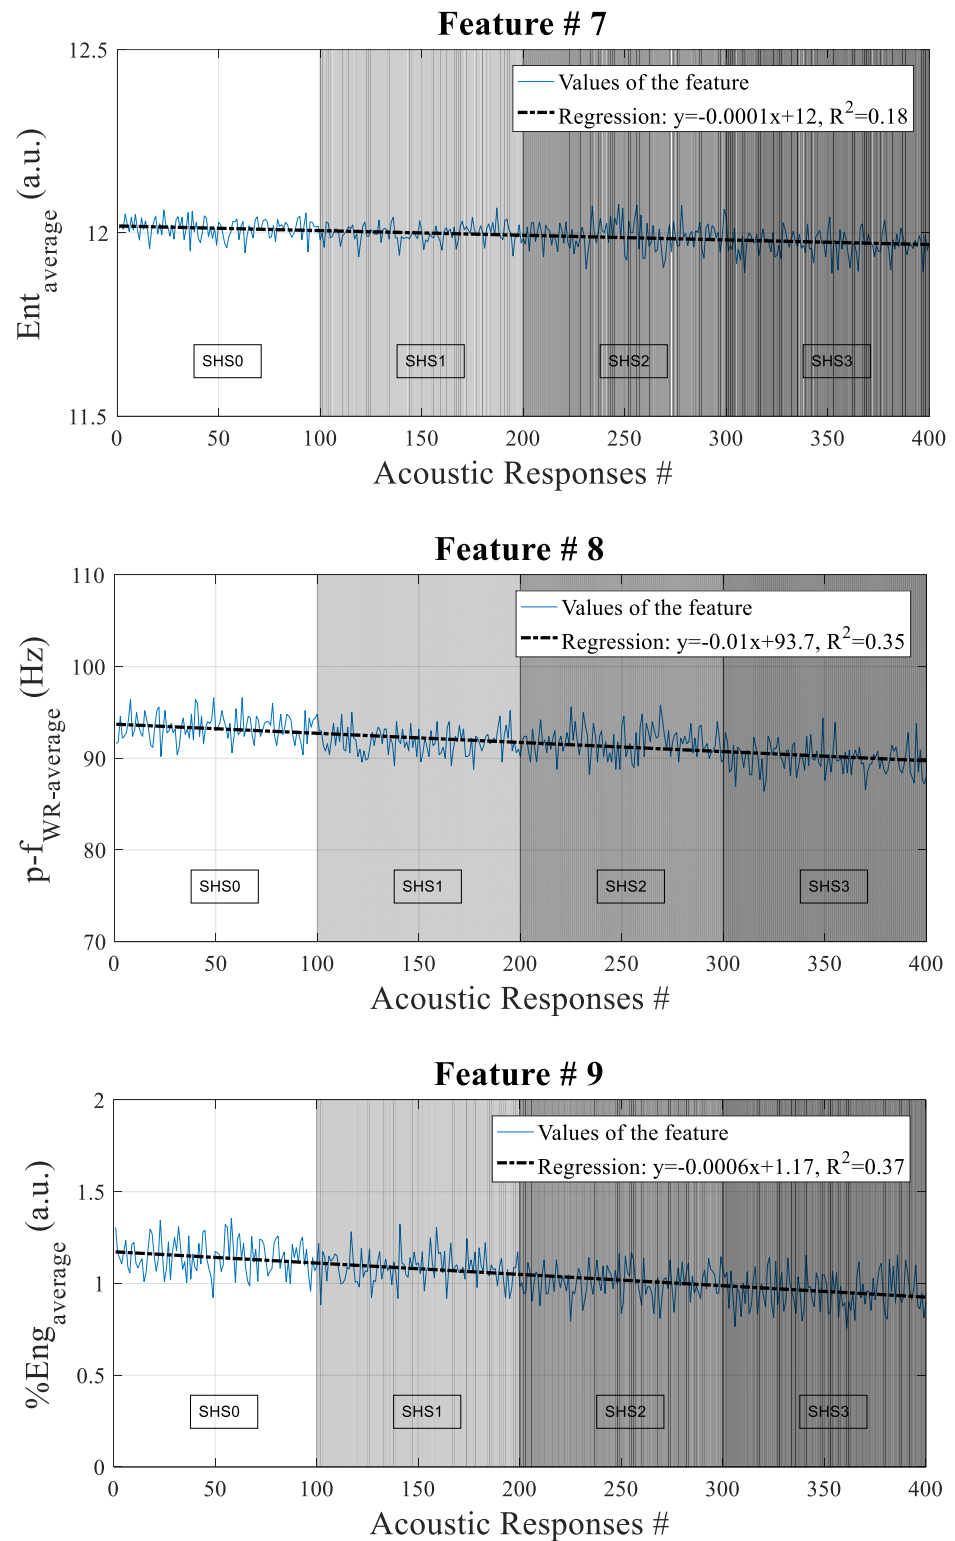 Feature # 7
12.5
Values of the feature
Regression: y=-0.0001x+12, R2=0.18
Ent average (a.u.)
12
SHS0 SHS1 SHS2 SHS3
11.5
0 50 100 150 200 250 300 350 400
Acoustic Responses #
Feature # 8
110
Values of the feature
Regression: y=-0.01x+93.7, R2=0.35
100
p-fWR-average (Hz)
90
80
SHS0 SHS1 SHS2 SHS3
70
0 50 100 150 200 250 300 350 400
Acoustic Responses #
Feature # 9
2
Values of the feature
Regression: y=-0.0006x+1.17, R2=0.37
1.5
%Eng average (a.u.)
1
0.5
SHS0 SHS1 SHS2 SHS3
0
0 50 100 150 200 250 300 350 400
Acoustic Responses #